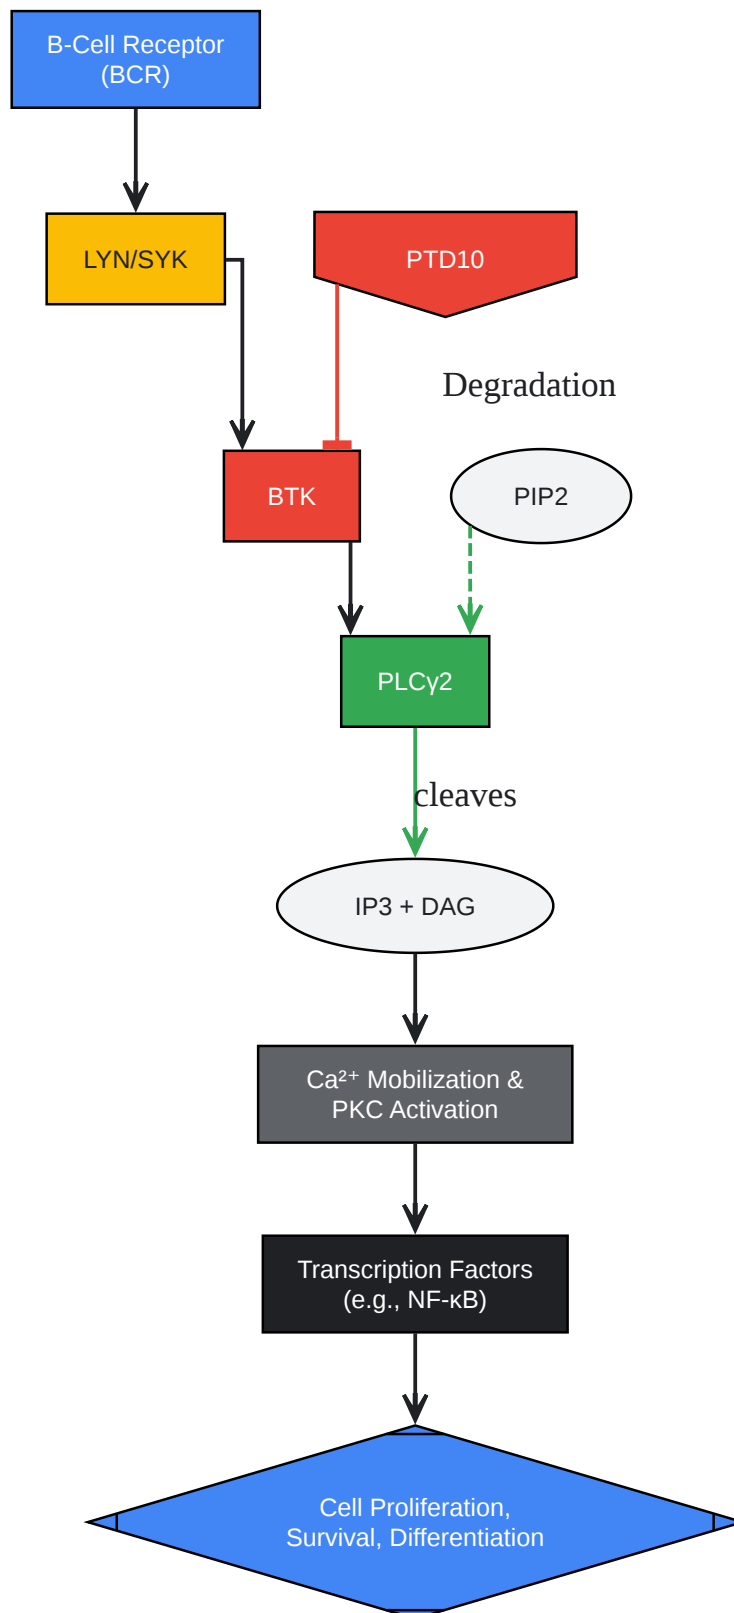 B-Cell Receptor
(BCR)
LYN/SYK
PTD10
Degradation
BTK
PIP2
PLCγ2
cleaves
IP3 + DAG
Ca²⁺ Mobilization &
PKC Activation
Transcription Factors
(e.g., NF-κB)
Cell Proliferation,
Survival, Differentiation